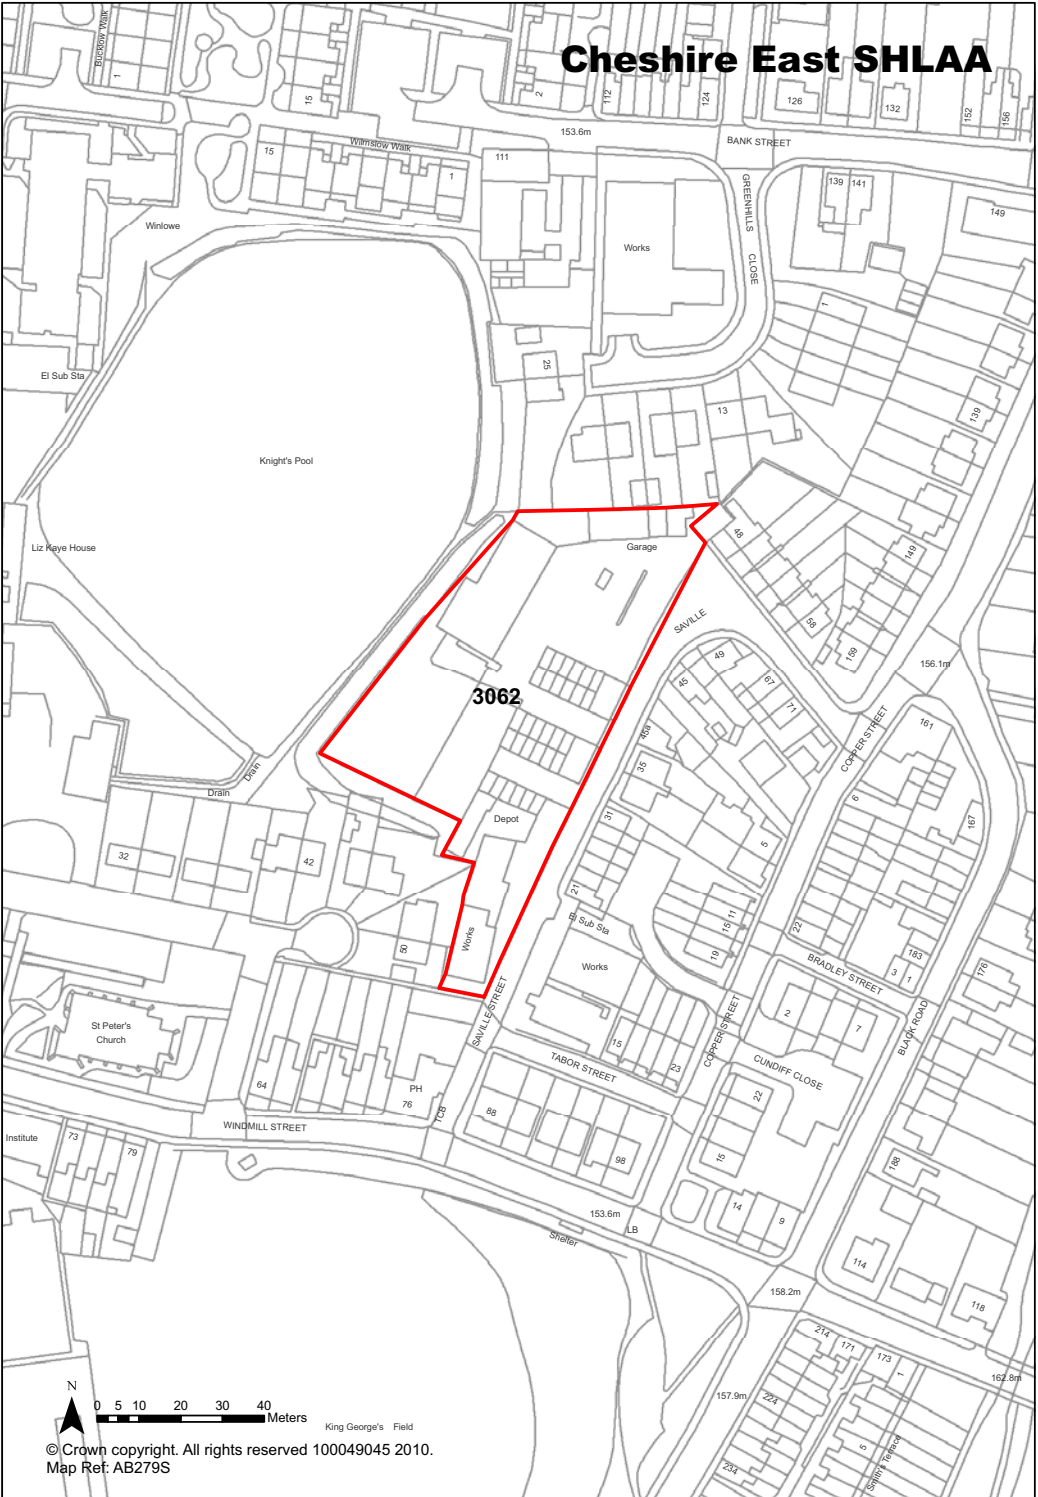 Cheshire East SHLAA
Bucklow Walk
1
15
2
112
124
126
132
152
156
153.6m
BANK STREET
Wilmslow Walk
15
1
111
139
141
149
GREENHILLS
CLOSE
Winlowe
Works
1
El Sub Sta
25
13
139
Knight's Pool
Liz Kaye House
Garage
48
149
58
159
SAVILLE
156.1m
49
45
67
71
3062
45a
35
COPPER STREET
161
Drain
Drain
Depot
31
6
167
5
32
42
21
El Sub Sta
11
15
19
22
50
Works
Works
BRADLEY STREET
183
3
1
176
St Peter's
Church
SAVILLE STREET
COPPER STREET
2
7
BLACK ROAD
15
TABOR STREET
23
CUNDIFF CLOSE
64
PH
76
TCB
88
22
WINDMILL STREET
Institute
73
79
98
15
188
153.6m
LB
Shelter
14
9
114
158.2m
118
214
171
173
1
162.8m
157.9m
224
5
234
Smith's Terrace
N
0 5 10 20 30 40
Meters
King George's Field
© Crown copyright. All rights reserved 100049045 2010.
Map Ref: AB279S